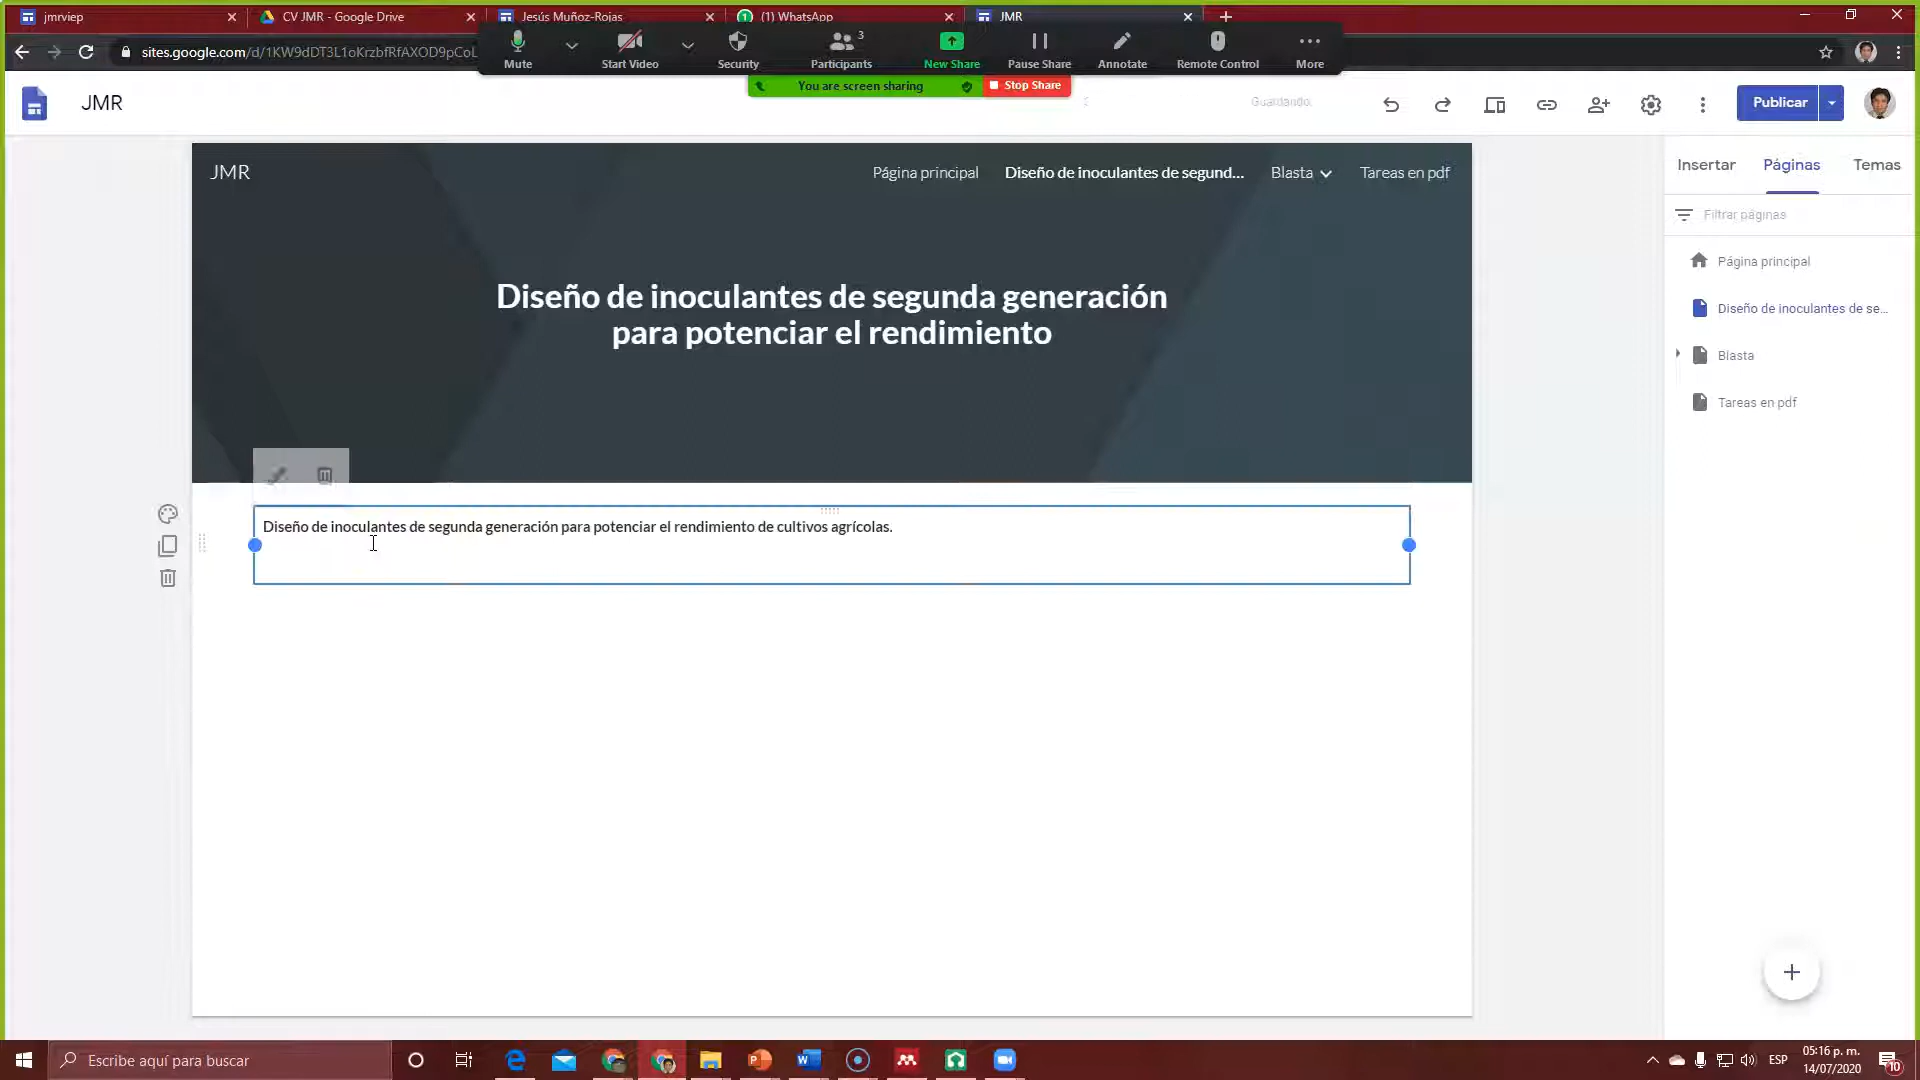 jmrviep
CV JMR - Google Drive
Jesús Muñoz-Rojas
(1) WhatsApp
JMR
sites.google.com/d/1KW9dDT3L1oKrzbfRfAXOD9pCoL
Mute
Start Video
Security
3
Participants
New Share
Pause Share
Annotate
Remote Control
More
You are screen sharing
Stop Share
JMR
Guardando.
Publicar
JMR
Página principal
Diseño de inoculantes de segund...
Blasta
Tareas en pdf
Diseño de inoculantes de segunda generación
para potenciar el rendimiento
Diseño de inoculantes de segunda generación para potenciar el rendimiento de cultivos agrícolas.
Insertar
Páginas
Temas
Filtrar páginas
Página principal
Diseño de inoculantes de se...
Blasta
Tareas en pdf
Escribe aquí para buscar
ESP
05:16 p. m.
14/07/2020
10